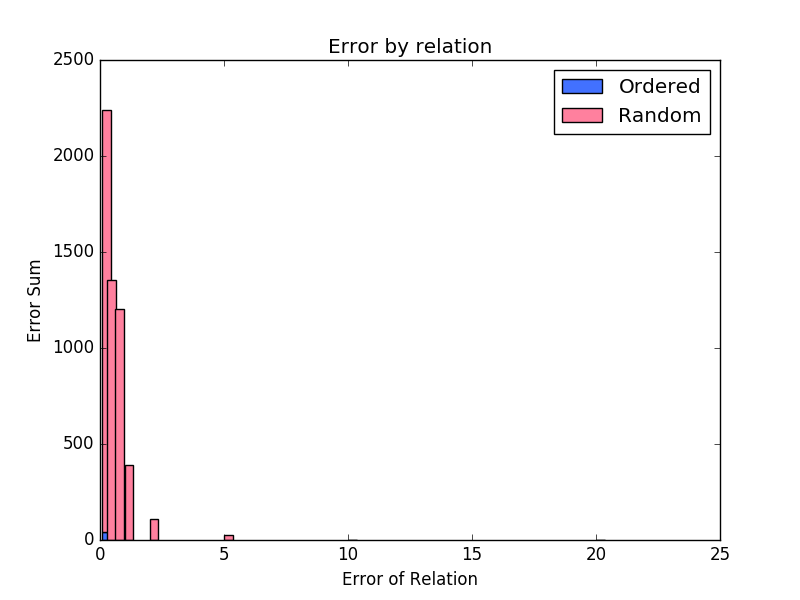 Error by relation
2500
2000
1500
1000
500
0
Error Sum
Ordered
Random
0 5 10 15 20 25
Error of Relation